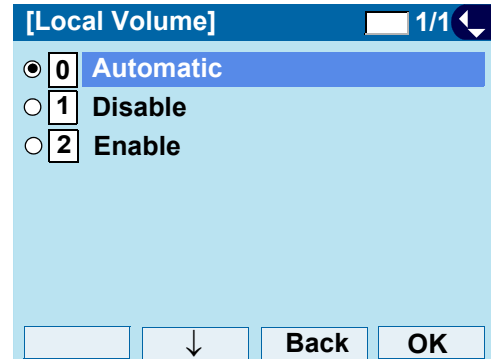 [Local Volume] 1/1
0 Automatic
1 Disable
2 Enable
↓ Back OK